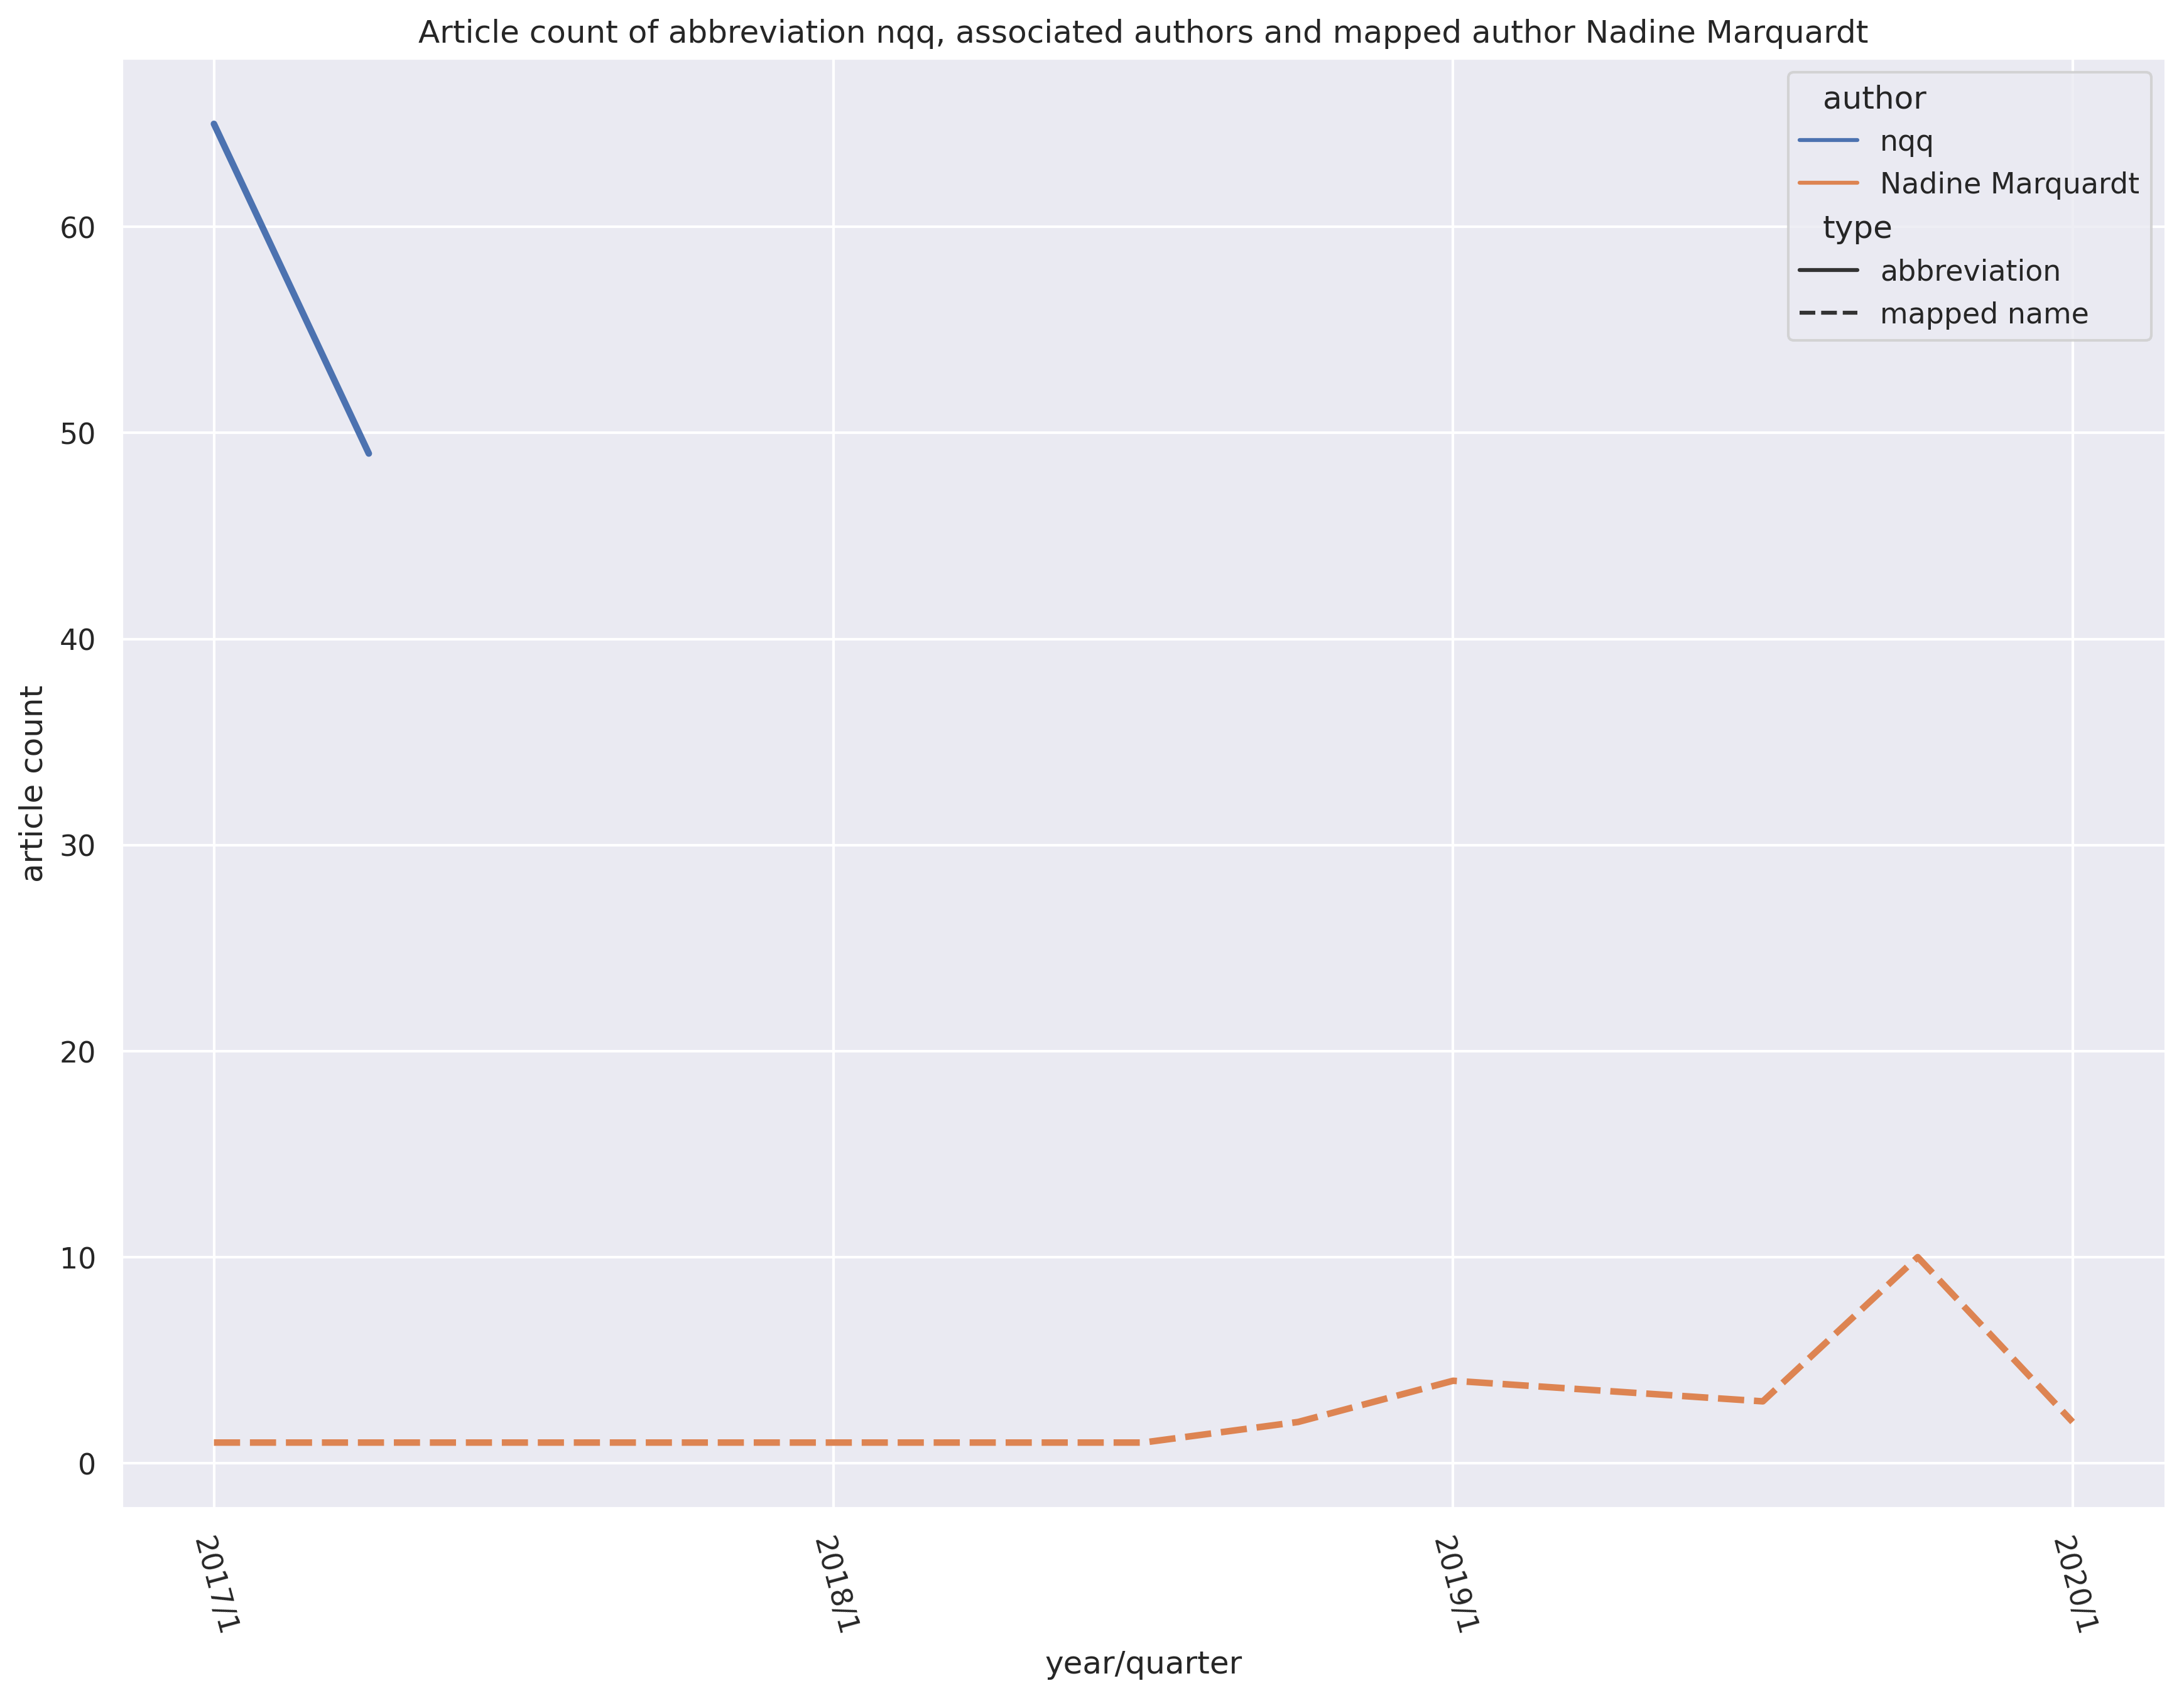 Article count of abbreviation nqq, associated authors and mapped author Nadine Marquardt
author
nqq
Nadine Marquardt
type
abbreviation
mapped name
60
50
40
30
20
10
0
article count
2017/1
2018/1
2019/1
2020/1
year/quarter